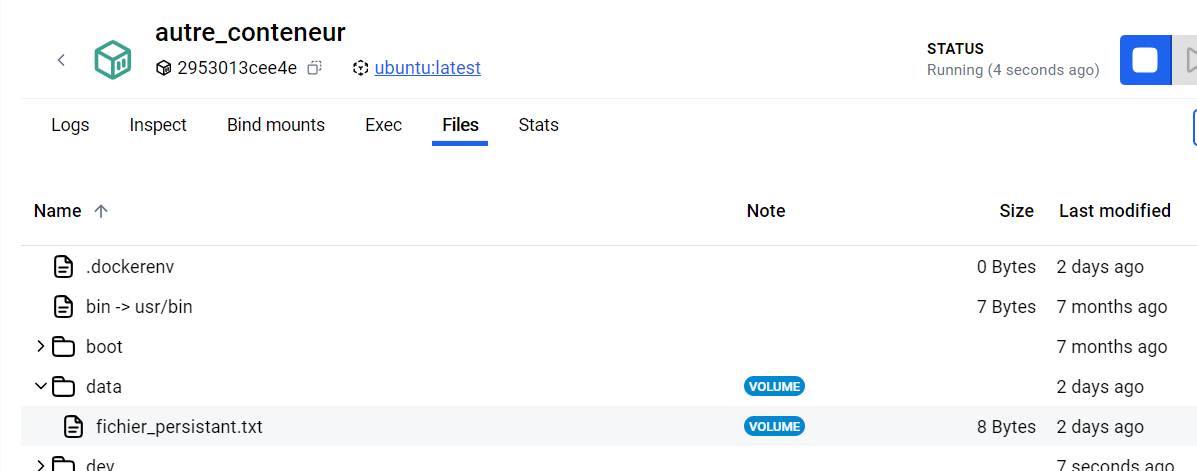 autre_conteneur
2953013cee4e ubuntu:latest
STATUS
Running (4 seconds ago)
Logs Inspect Bind mounts Exec Files Stats
Name Note Size Last modified
.dockerenv 0 Bytes 2 days ago
bin -> usr/bin 7 Bytes 7 months ago
boot 7 months ago
data VOLUME 2 days ago
fichier_persistant.txt VOLUME 8 Bytes 2 days ago
dev 7 seconds ago